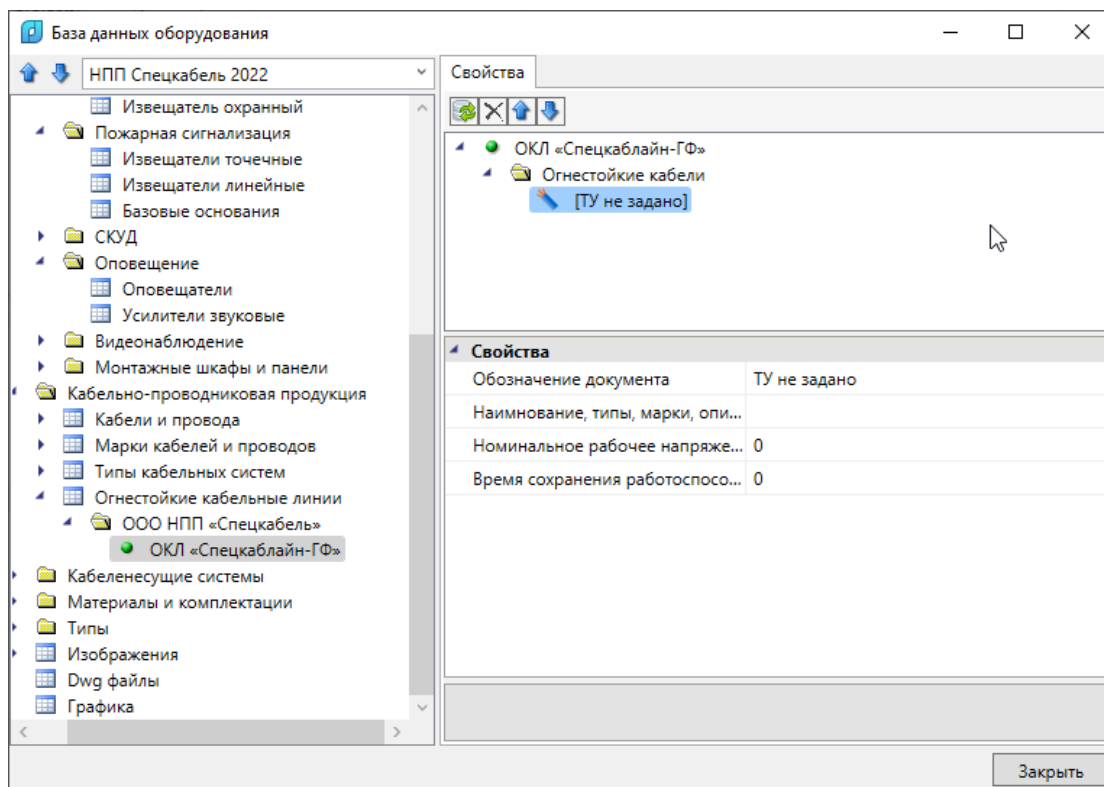 База данных оборудования
НПП Спецкабель 2022
Извещатель охранный
Пожарная сигнализация
Извещатели точечные
Извещатели линейные
Базовые основания
СКУД
Оповещение
Оповещатели
Усилители звуковые
Видеонаблюдение
Монтажные шкафы и панели
Кабельно-проводниковая продукция
Кабели и провода
Марки кабелей и проводов
Типы кабельных систем
Огнестойкие кабельные линии
ООО НПП «Спецкабель»
ОКЛ «Спецкаблайн-ГФ»
Кабеленесущие системы
Материалы и комплектации
Типы
Изображения
Dwg файлы
Графика
Свойства
ОКЛ «Спецкаблайн-ГФ»
Огнестойкие кабели
[ТУ не задано]
Свойства
Обозначение документа ТУ не задано
Наимнование, типы, марки, опи...
Номинальное рабочее напряже... 0
Время сохранения работоспосо... 0
Закрыть